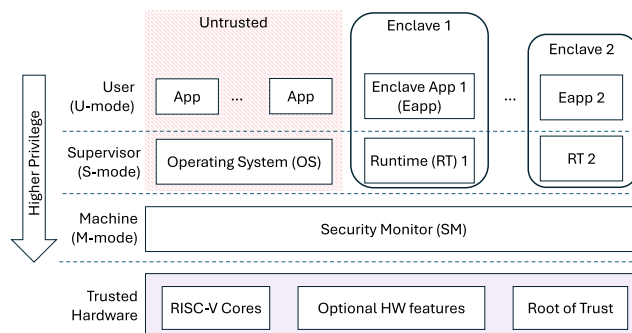 Untrusted
Enclave 1
Enclave 2
Higher Privilege
User
(U-mode)
App
...
App
Enclave App 1
(Eapp)
...
Eapp 2
Supervisor
(S-mode)
Operating System (OS)
Runtime (RT) 1
RT 2
Machine
(M-mode)
Security Monitor (SM)
Trusted
Hardware
RISC-V Cores
Optional HW features
Root of Trust